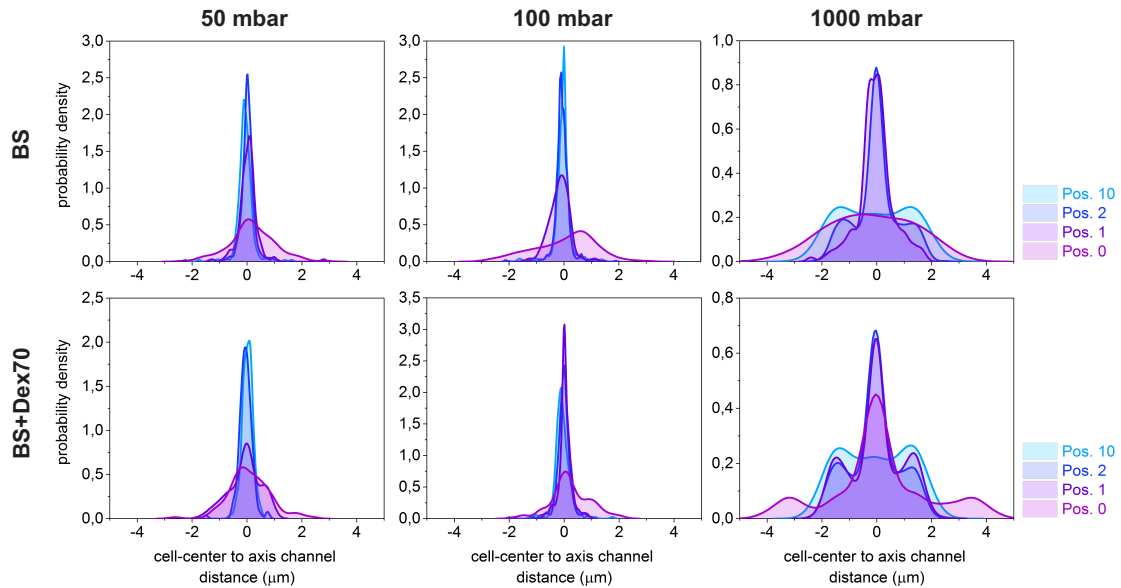 50 mbar
100 mbar
1000 mbar
BS
probability density
3,0
2,5
2,0
1,5
1,0
0,5
0,0
-4 -2 0 2 4
3,0
2,5
2,0
1,5
1,0
0,5
0,0
-4 -2 0 2 4
1,0
0,8
0,6
0,4
0,2
0,0
-4 -2 0 2 4
Pos. 10
Pos. 2
Pos. 1
Pos. 0
BS+Dex70
probability density
2,5
2,0
1,5
1,0
0,5
0,0
-4 -2 0 2 4
cell-center to axis channel
distance (μm)
3,5
3,0
2,5
2,0
1,5
1,0
0,5
0,0
-4 -2 0 2 4
cell-center to axis channel
distance (μm)
0,8
0,6
0,4
0,2
0,0
-4 -2 0 2 4
cell-center to axis channel
distance (μm)
Pos. 10
Pos. 2
Pos. 1
Pos. 0